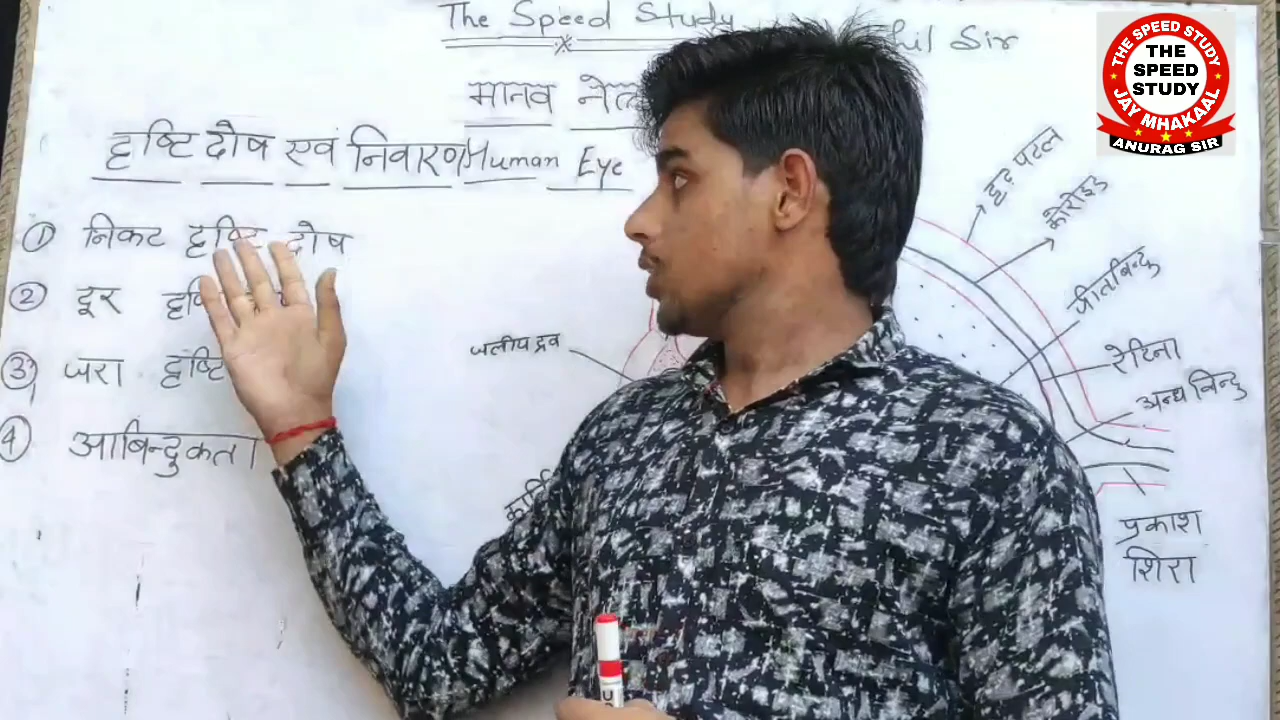 The Speed Study Sir
मानव
दृष्टि दोष एवं निवारण Human Eye
① निकट दृष्टि दोष
② दूर
③ जरा दृष्टि
4 आबिन्दुकता
जलीय द्रव
दृढ़ पटल
कोरोइड
पीतबिन्दु
रेटिना
अन्ध बिन्दु
प्रकाश
शिरा
THE SPEED STUDY
THE
SPEED
STUDY
JAY MHAKAAL
ANURAG SIR